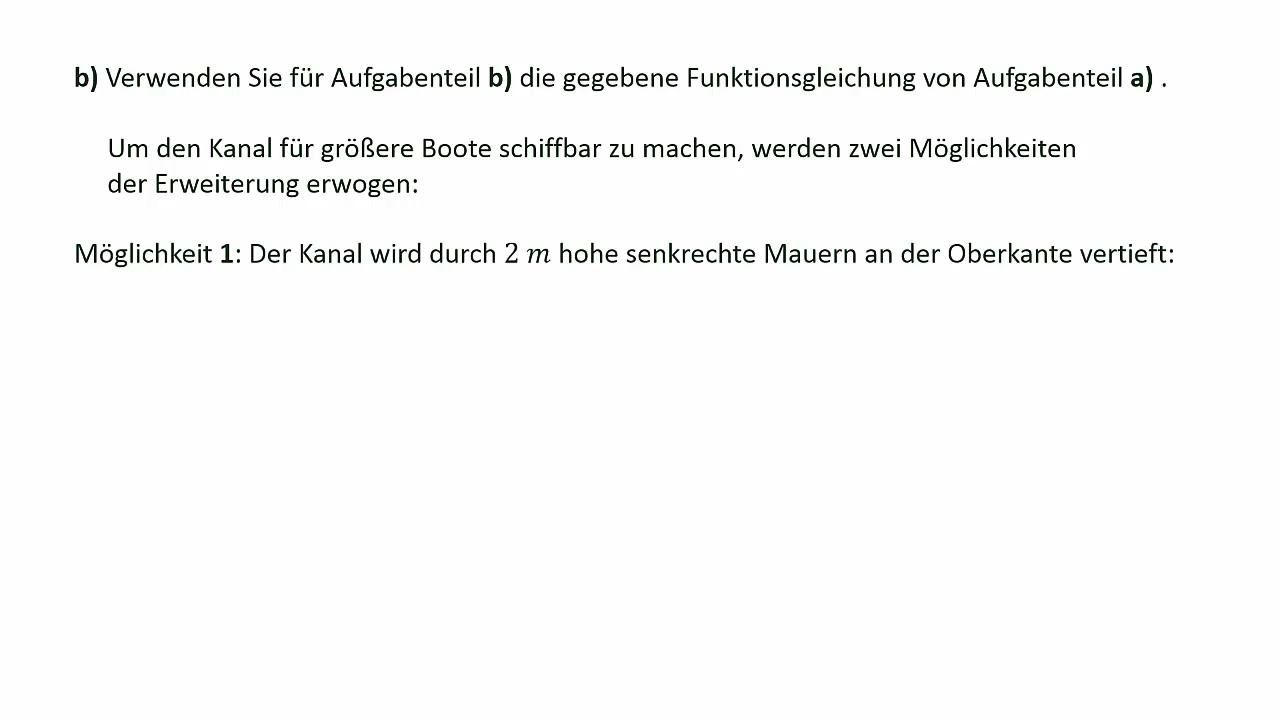 b) Verwenden Sie für Aufgabenteil b) die gegebene Funktionsgleichung von Aufgabenteil a) .
Um den Kanal für größere Boote schiffbar zu machen, werden zwei Möglichkeiten
der Erweiterung erwogen:
Möglichkeit 1: Der Kanal wird durch 2 m hohe senkrechte Mauern an der Oberkante vertieft: